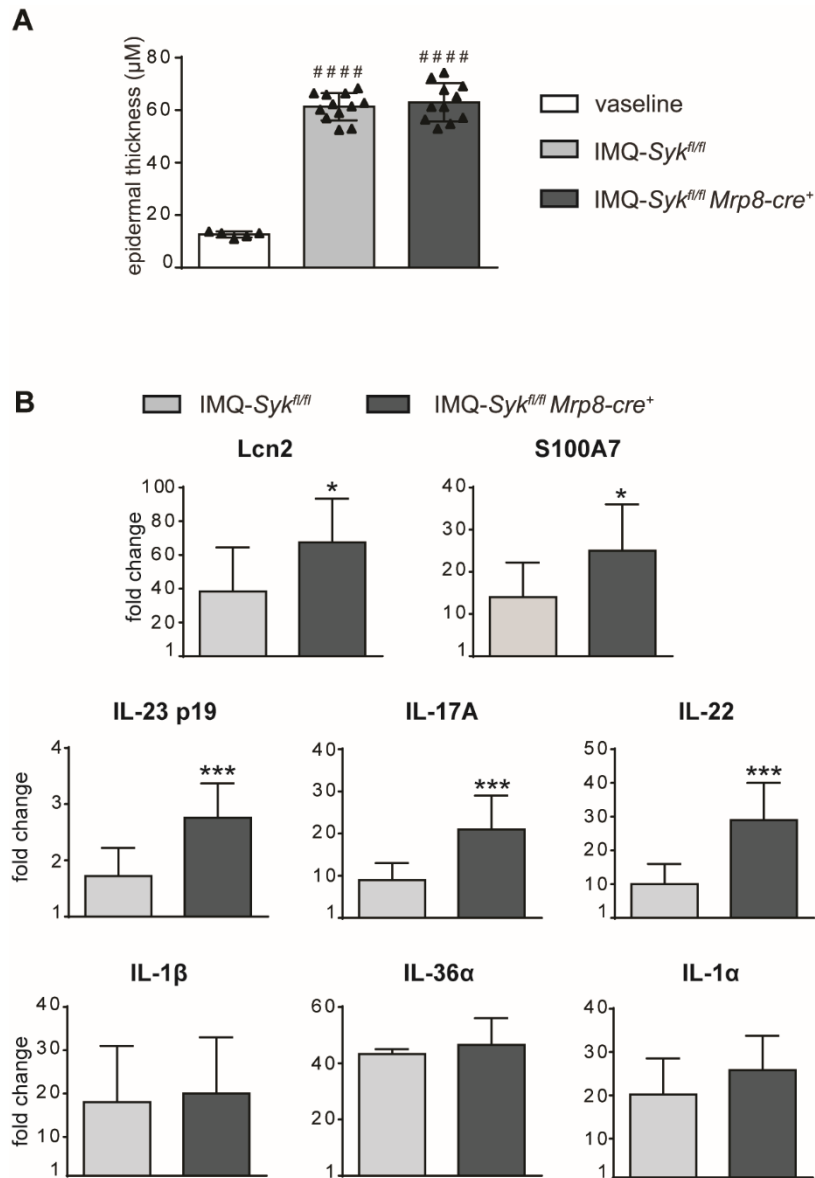 A
epidermal thickness (µM)
80
60
40
20
0
####
####
vaseline
IMQ-Syk^fl/fl
IMQ-Syk^fl/fl Mrp8-cre⁺
B
IMQ-Syk^fl/fl
IMQ-Syk^fl/fl Mrp8-cre⁺
Lcn2
fold change
100
80
60
40
20
1
*
S100A7
40
30
20
10
1
*
IL-23 p19
fold change
4
3
2
1
***
IL-17A
40
30
20
10
1
***
IL-22
50
40
30
20
10
1
***
IL-1β
fold change
40
30
20
10
1
IL-36α
60
40
20
1
IL-1α
40
30
20
10
1